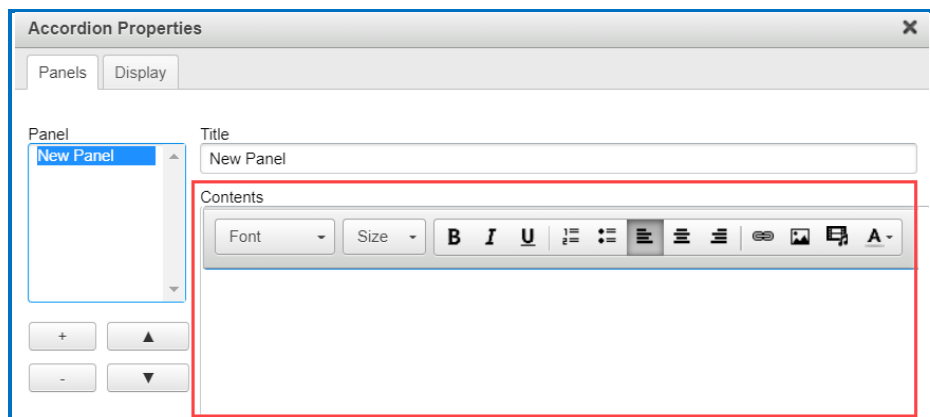 Accordion Properties
Panels Display
Panel
New Panel
Title
New Panel
Contents
Font Size B I U A
+
-